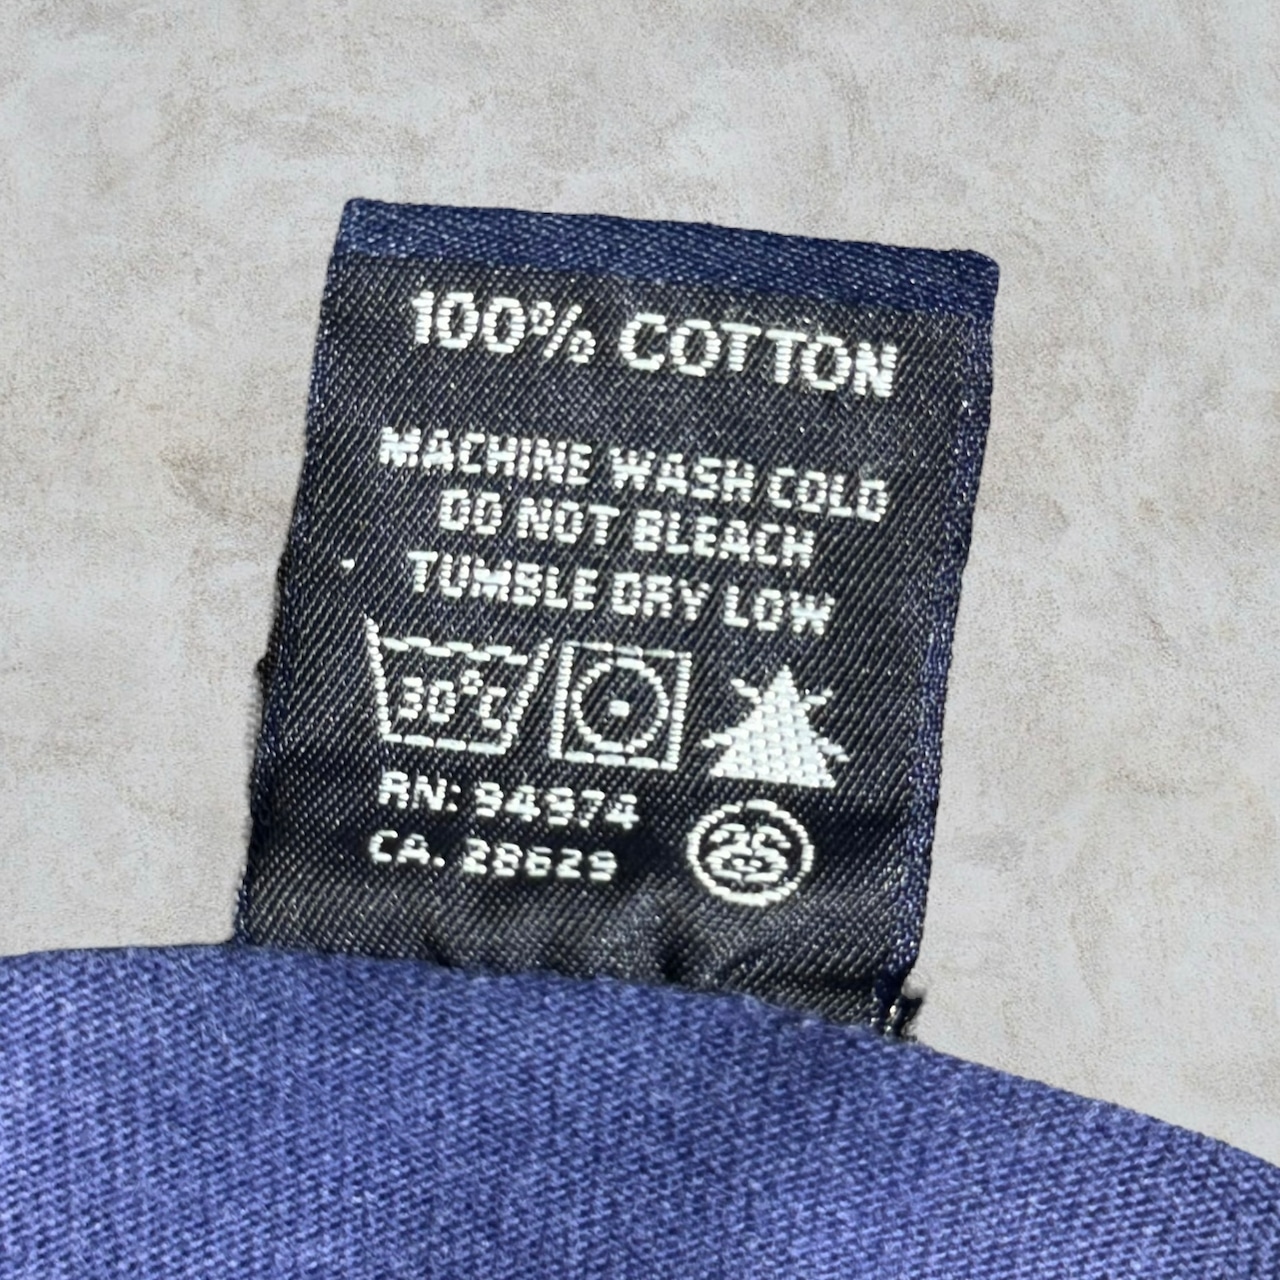 100% COTTON
MACHINE WASH COLD
DO NOT BLEACH
TUMBLE DRY LOW
30°C
RN: 94974
CA. 28629